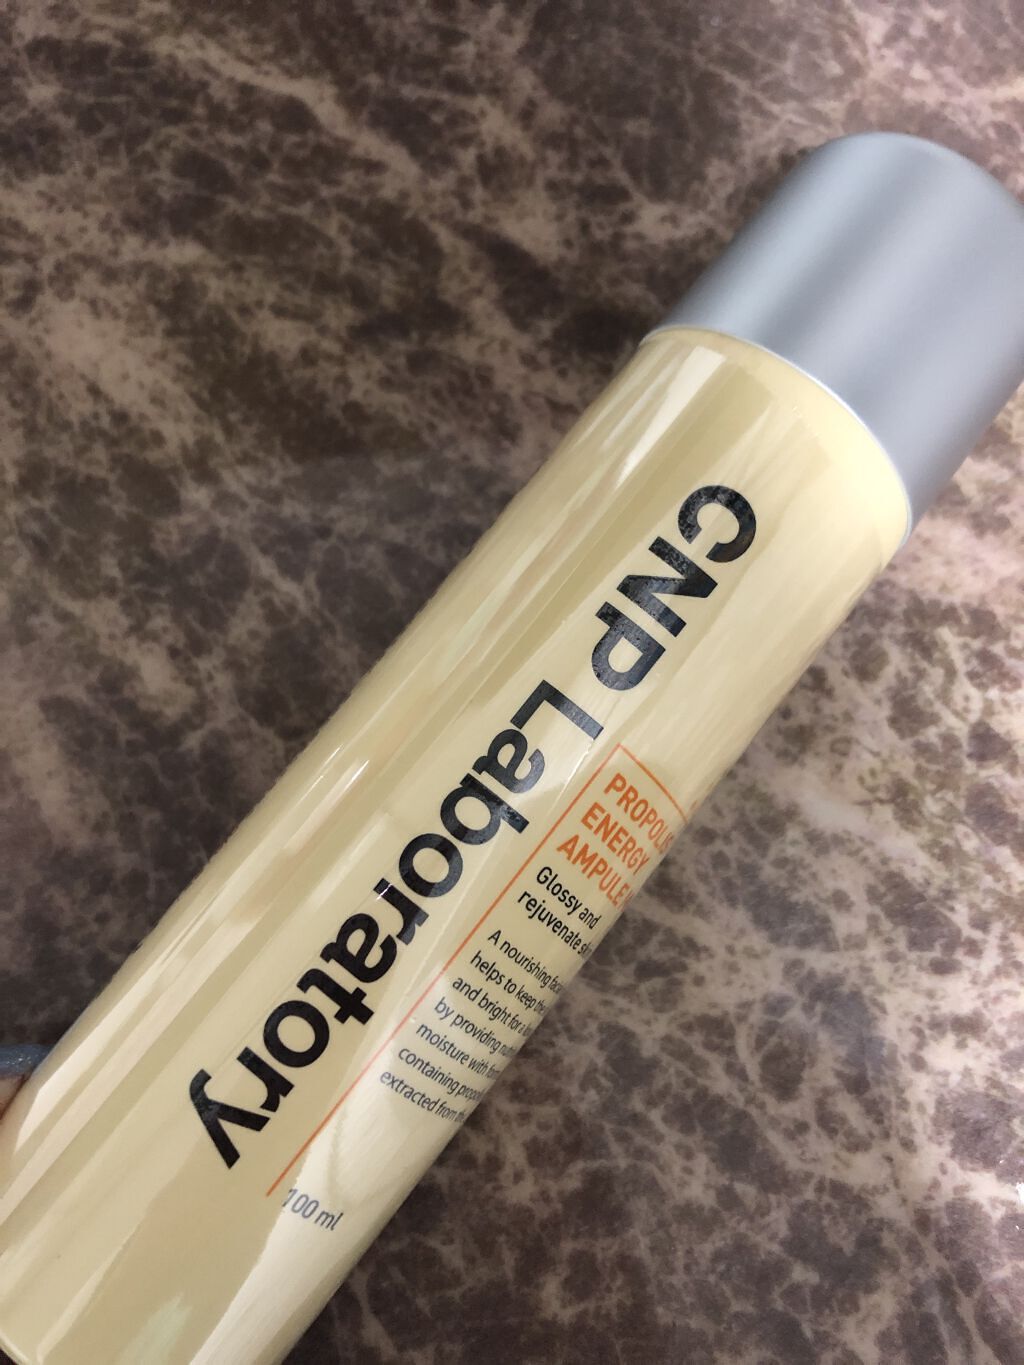 CNP Laboratory
PROPOLIS
ENERGY
AMPULE
Glossy and
rejuvenate
A nourishing
helps to keep
and bright for a
by providing
moisture with
containing
extracted from
100 ml